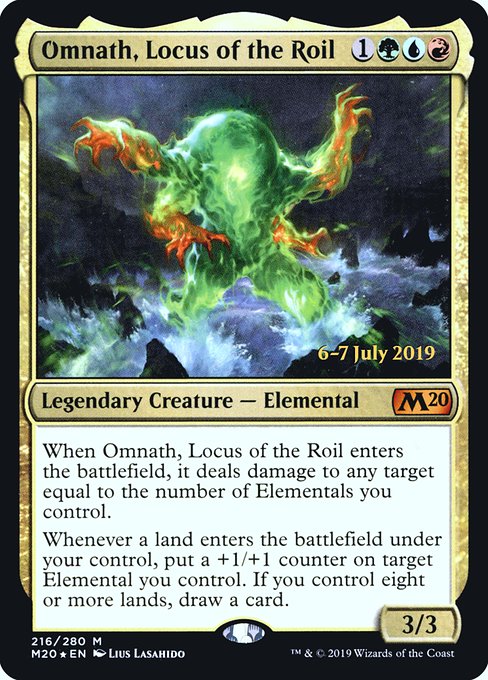 Omnath, Locus of the Roil 1
6–7 July 2019
Legendary Creature — Elemental M20
When Omnath, Locus of the Roil enters
the battlefield, it deals damage to any target
equal to the number of Elementals you
control.
Whenever a land enters the battlefield under
your control, put a +1/+1 counter on target
Elemental you control. If you control eight
or more lands, draw a card.
3/3
216/280 M
M20★EN Lius Lasahido ™ & © 2019 Wizards of the Coast